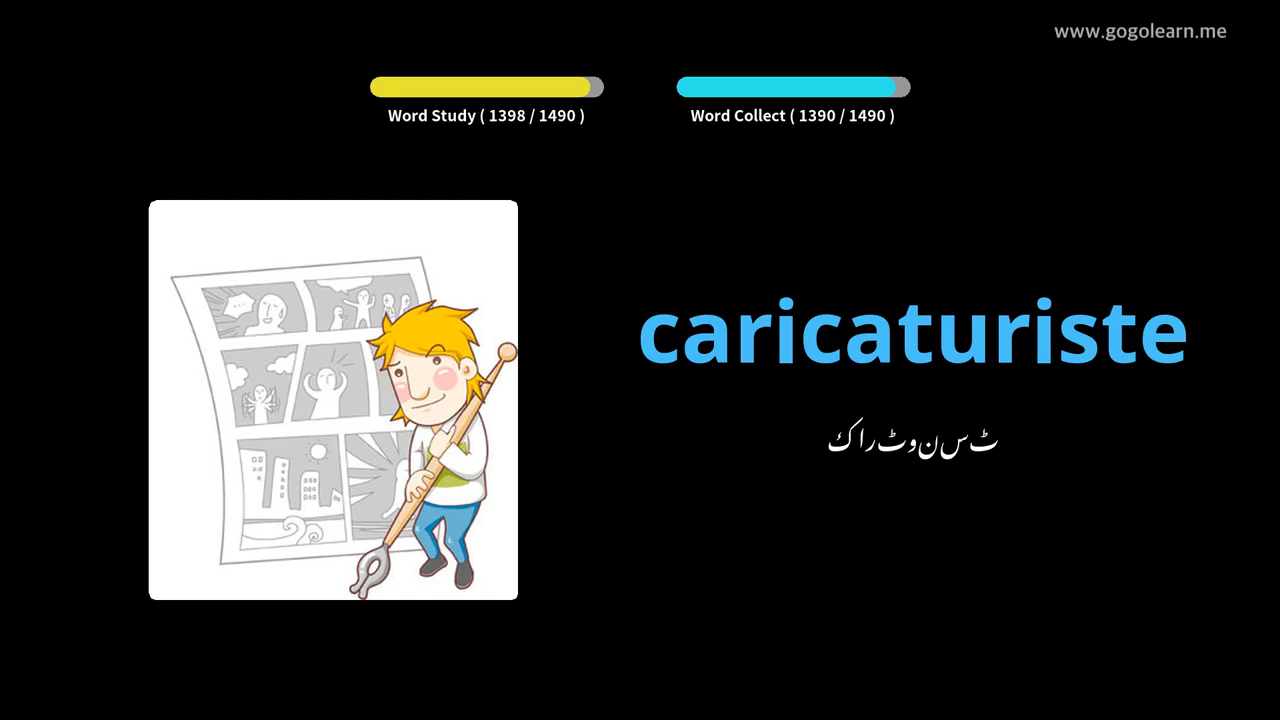 www.gogolearn.me
Word Study ( 1398 / 1490 )
Word Collect ( 1390 / 1490 )
caricaturiste
کارٹونسٹ